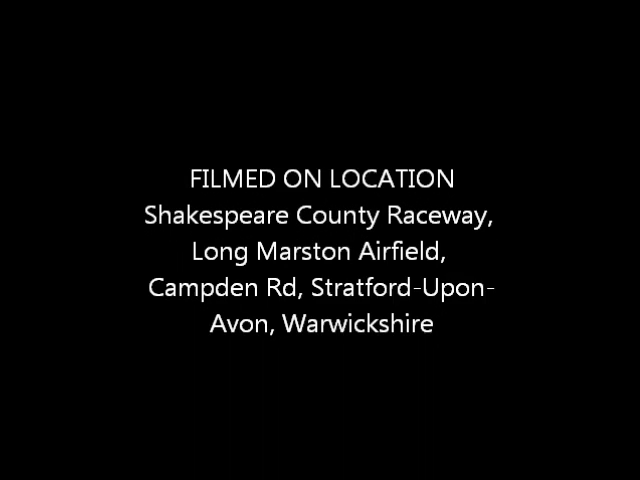 FILMED ON LOCATION
Shakespeare County Raceway,
Long Marston Airfield,
Campden Rd, Stratford-Upon-
Avon, Warwickshire